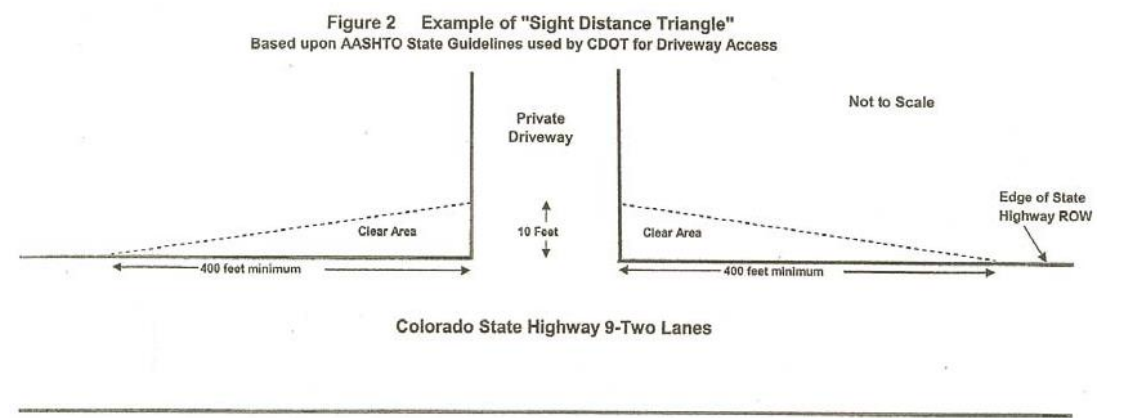 Figure 2 Example of "Sight Distance Triangle"
Based upon AASHTO State Guidelines used by CDOT for Driveway Access
Not to Scale
Private
Driveway
Edge of State
Highway ROW
Clear Area
10 Feet
Clear Area
400 feet minimum
400 feet minimum
Colorado State Highway 9-Two Lanes